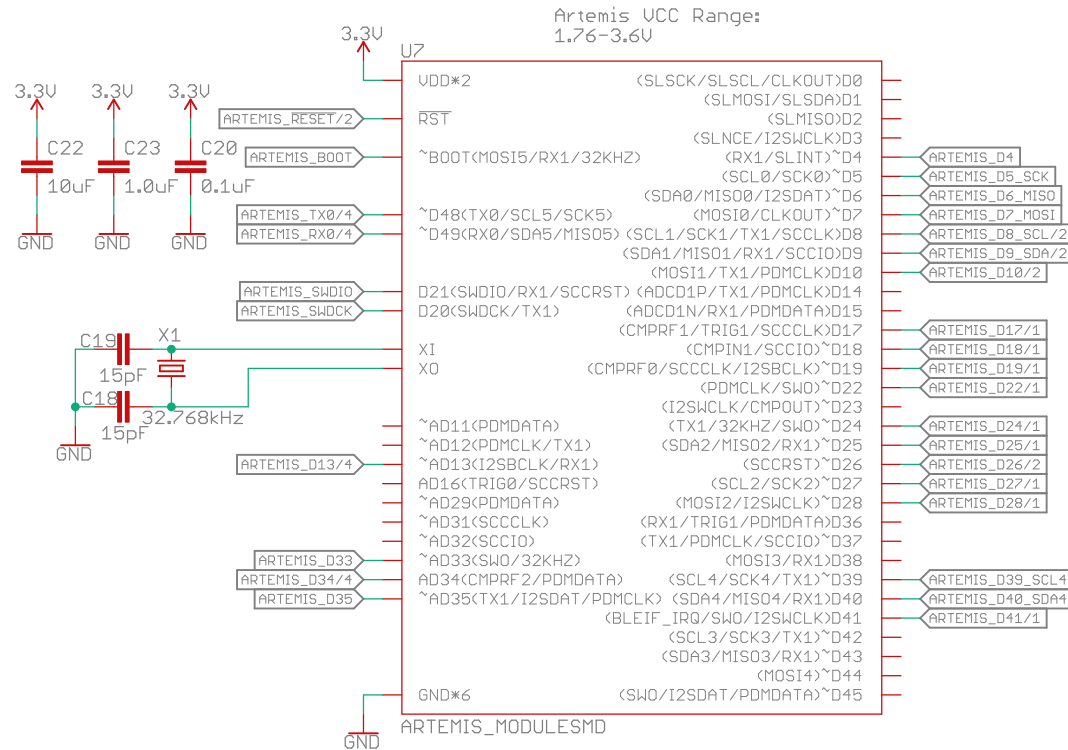 Artemis VCC Range:
1.76-3.6V
3.3V
U7
3.3V
3.3V
3.3V
C22
10uF
C23
1.0uF
C20
0.1uF
GND
GND
GND
ARTEMIS_RESET/2
ARTEMIS_BOOT
ARTEMIS_TX0/4
ARTEMIS_RX0/4
ARTEMIS_SWDIO
ARTEMIS_SWDCK
C19
15pF
X1
C18
15pF
32.768kHz
GND
ARTEMIS_D13/4
ARTEMIS_D33
ARTEMIS_D34/4
ARTEMIS_D35
GND
VDD*2
RST
~BOOT(MOSI5/RX1/32KHZ)
~D48(TX0/SCL5/SCK5)
~D49(RX0/SDA5/MISO5)
D21(SWDIO/RX1/SCCRST)
D20(SWDCK/TX1)
XI
XO
~AD11(PDMDATA)
~AD12(PDMCLK/TX1)
~AD13(I2SBCLK/RX1)
AD16(TRIG0/SCCRST)
~AD29(PDMDATA)
~AD31(SCCCLK)
~AD32(SCCIO)
~AD33(SWO/32KHZ)
AD34(CMPRF2/PDMDATA)
~AD35(TX1/I2SDAT/PDMCLK)
GND*6
(SLSCK/SLSCL/CLKOUT)D0
(SLMOSI/SLSDA)D1
(SLMISO)D2
(SLNCE/I2SWCLK)D3
(RX1/SLINT)~D4
(SCL0/SCK0)~D5
(SDA0/MISO0/I2SDAT)~D6
(MOSI0/CLKOUT)~D7
(SCL1/SCK1/TX1/SCCLK)D8
(SDA1/MISO1/RX1/SCCIO)D9
(MOSI1/TX1/PDMCLK)D10
(ADCD1P/TX1/PDMCLK)D14
(ADCD1N/RX1/PDMDATA)D15
(CMPRF1/TRIG1/SCCCLK)D17
(CMPIN1/SCCIO)~D18
(CMPRF0/SCCCLK/I2SBCLK)~D19
(PDMCLK/SWO)~D22
(I2SWCLK/CMPOUT)~D23
(TX1/32KHZ/SWO)~D24
(SDA2/MISO2/RX1)~D25
(SCCRST)~D26
(SCL2/SCK2)~D27
(MOSI2/I2SWCLK)~D28
(RX1/TRIG1/PDMDATA)D36
(TX1/PDMCLK/SCCIO)~D37
(MOSI3/RX1)D38
(SCL4/SCK4/TX1)~D39
(SDA4/MISO4/RX1)D40
(BLEIF_IRQ/SWO/I2SWCLK)D41
(SCL3/SCK3/TX1)~D42
(SDA3/MISO3/RX1)~D43
(MOSI4)~D44
(SWO/I2SDAT/PDMDATA)~D45
ARTEMIS_D4
ARTEMIS_D5_SCK
ARTEMIS_D6_MISO
ARTEMIS_D7_MOSI
ARTEMIS_D8_SCL/2
ARTEMIS_D9_SDA/2
ARTEMIS_D10/2
ARTEMIS_D17/1
ARTEMIS_D18/1
ARTEMIS_D19/1
ARTEMIS_D22/1
ARTEMIS_D24/1
ARTEMIS_D25/1
ARTEMIS_D26/2
ARTEMIS_D27/1
ARTEMIS_D28/1
ARTEMIS_D39_SCL4
ARTEMIS_D40_SDA4
ARTEMIS_D41/1
ARTEMIS_MODULESMD